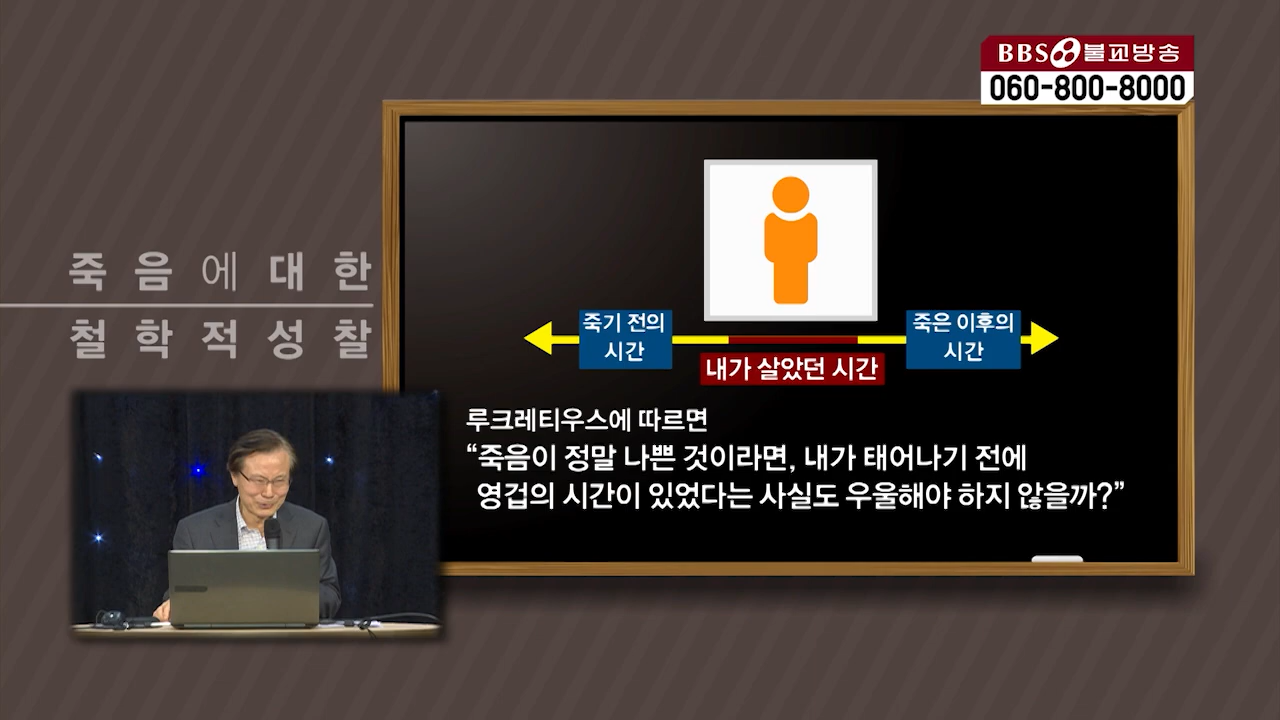 BBS 불교방송
060-800-8000
죽음에 대한
철학적성찰
죽기 전의
시간
죽은 이후의
시간
내가 살았던 시간
루크레티우스에 따르면
“죽음이 정말 나쁜 것이라면, 내가 태어나기 전에
영겁의 시간이 있었다는 사실도 우울해야 하지 않을까?”